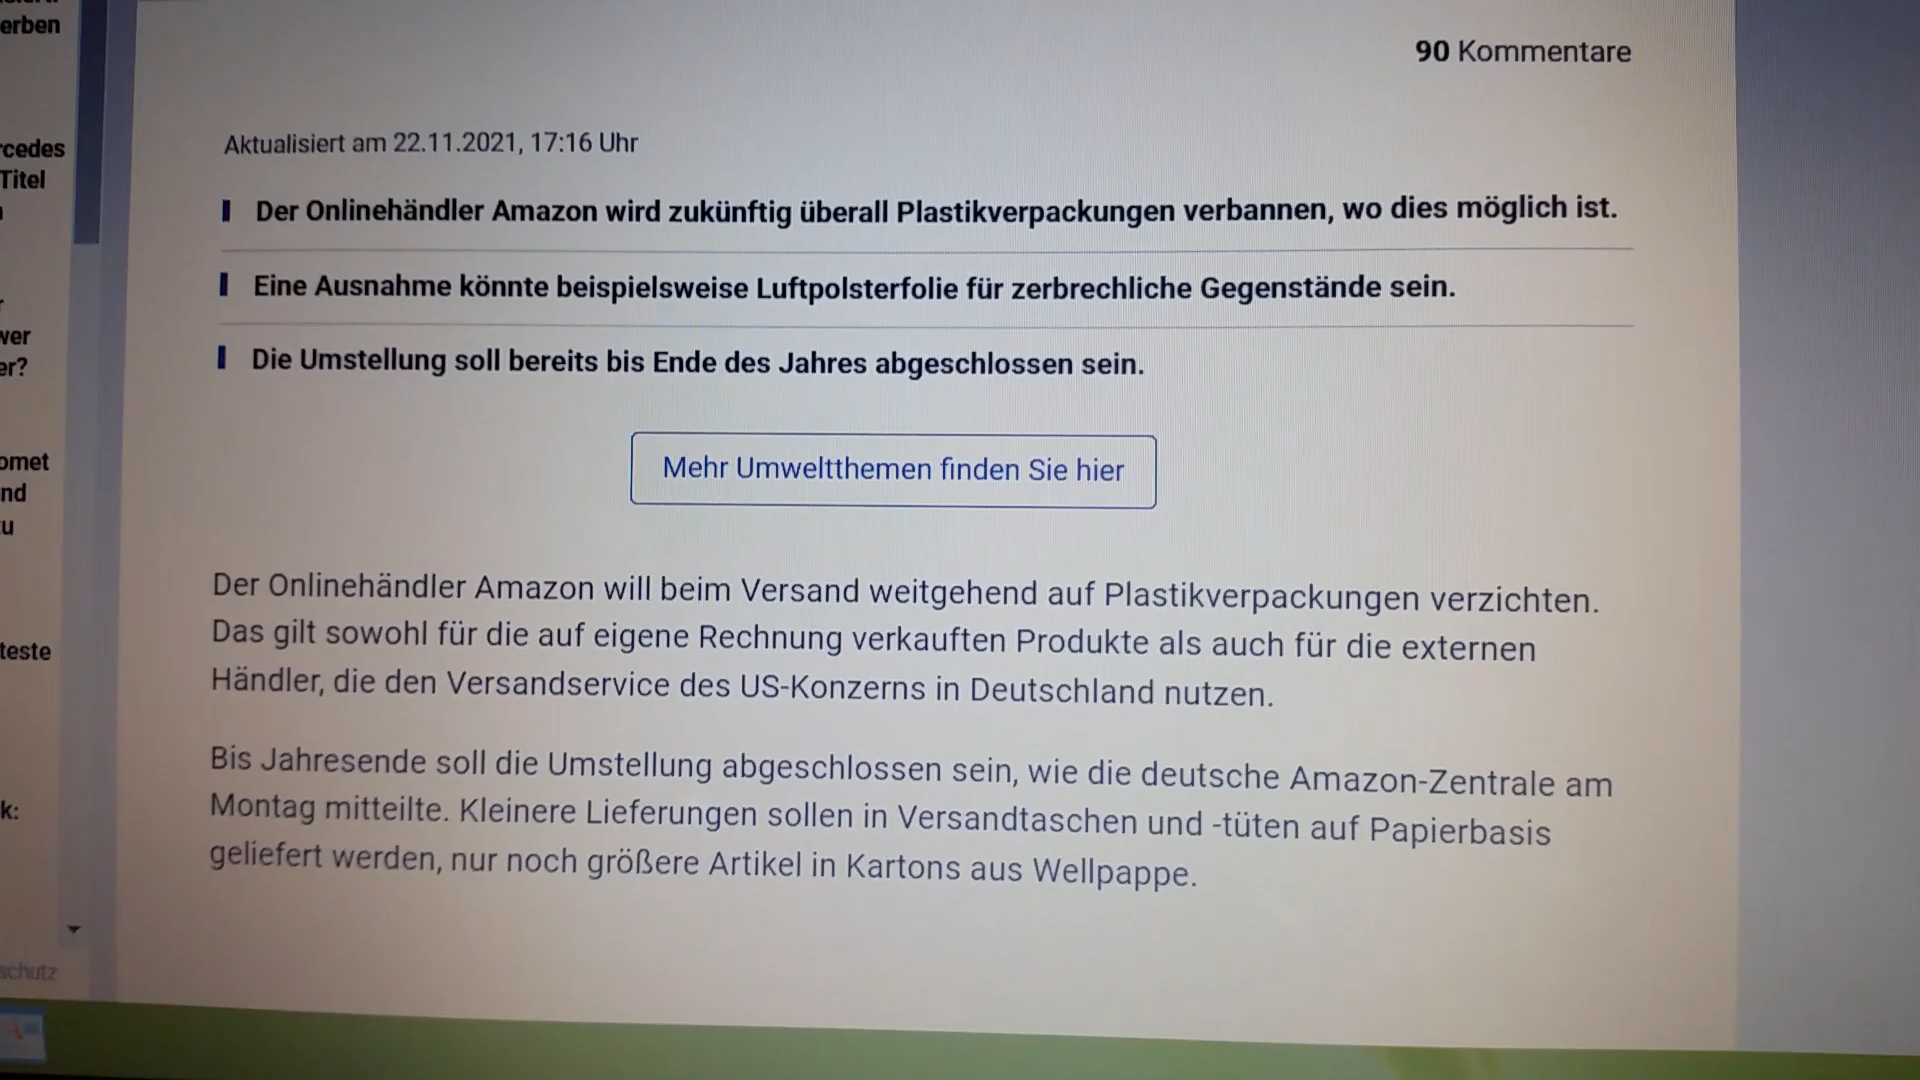 erben
90 Kommentare
Aktualisiert am 22.11.2021, 17:16 Uhr
rcedes
Titel
Der Onlinehändler Amazon wird zukünftig überall Plastikverpackungen verbannen, wo dies möglich ist.
Eine Ausnahme könnte beispielsweise Luftpolsterfolie für zerbrechliche Gegenstände sein.
wer
er?
Die Umstellung soll bereits bis Ende des Jahres abgeschlossen sein.
omet
nd
Mehr Umweltthemen finden Sie hier
Der Onlinehändler Amazon will beim Versand weitgehend auf Plastikverpackungen verzichten.
Das gilt sowohl für die auf eigene Rechnung verkauften Produkte als auch für die externen
Händler, die den Versandservice des US-Konzerns in Deutschland nutzen.
teste
Bis Jahresende soll die Umstellung abgeschlossen sein, wie die deutsche Amazon-Zentrale am
Montag mitteilte. Kleinere Lieferungen sollen in Versandtaschen und -tüten auf Papierbasis
geliefert werden, nur noch größere Artikel in Kartons aus Wellpappe.
k:
schutz